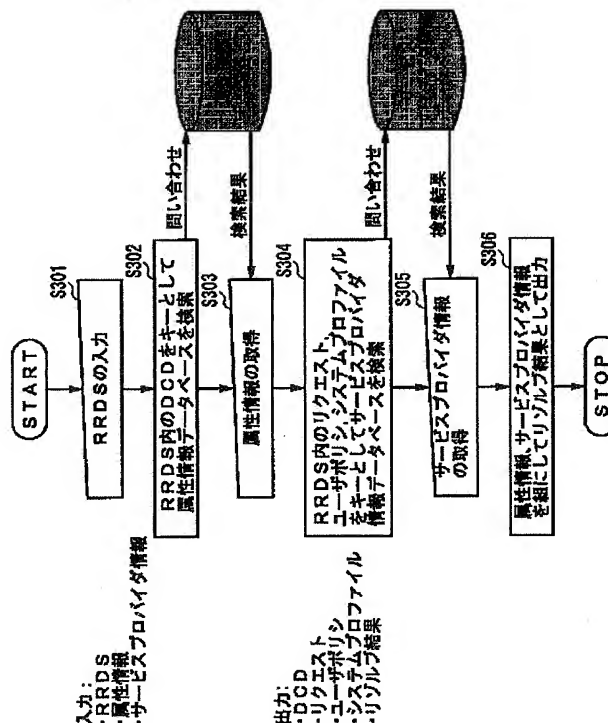 START
S301
RRDSの入力
S302
RRDS内のDCDをキーとして
属性情報データベースを検索
問い合わせ
検索結果
S303
属性情報の取得
S304
RRDS内のリクエスト、
ユーザポリシ、システムプロファイル
をキーとしてサービスプロバイダ
情報データベースを検索
問い合わせ
検索結果
S305
サービスプロバイダ情報
の取得
S306
属性情報、サービスプロバイダ情報
を組にしてリゾルブ結果として出力
STOP
入力:
・RRDS
・属性情報
・サービスプロバイダ情報
出力:
・DCD
・リクエスト
・ユーザポリシ
・システムプロファイル
・リゾルブ結果